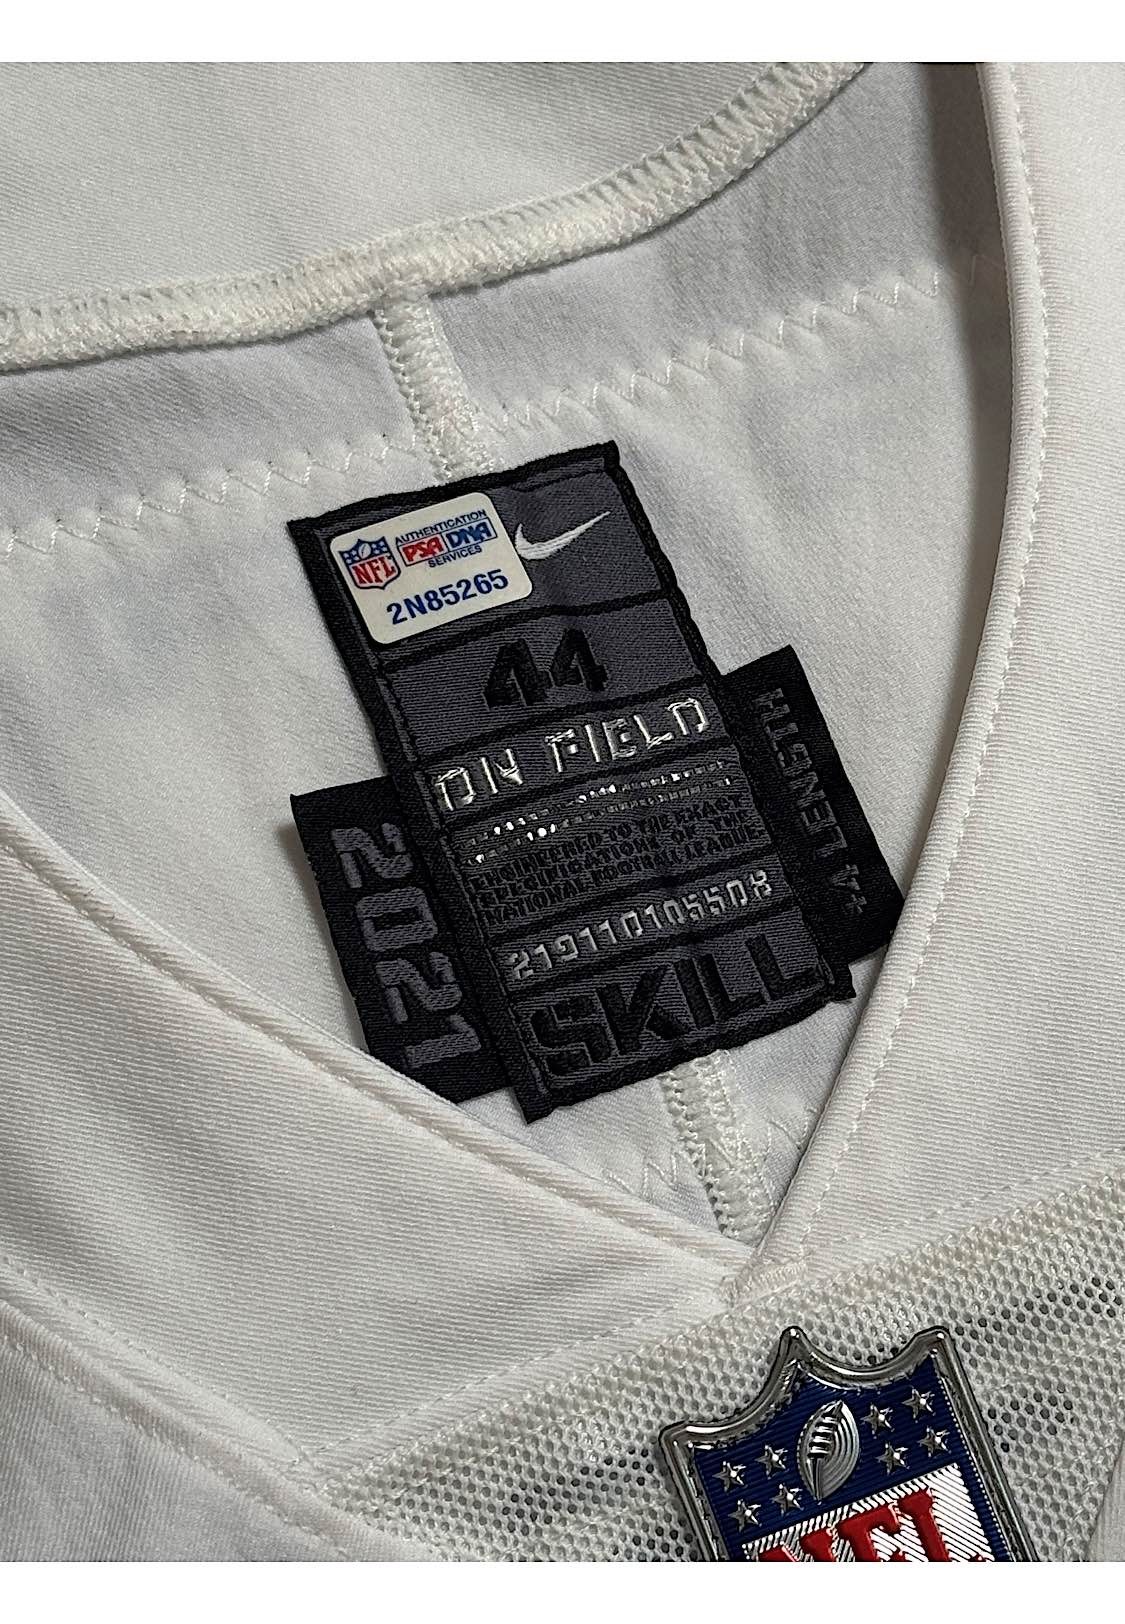 NFL
AUTHENTICATION
PSA DNA
SERVICES
2N85265
44
ON FIELD
ENGINEERED TO THE EXACT
SPECIFICATIONS OF THE
NATIONAL FOOTBALL LEAGUE
21911010550X
SKILL
2021
+4 LENGTH
NFL